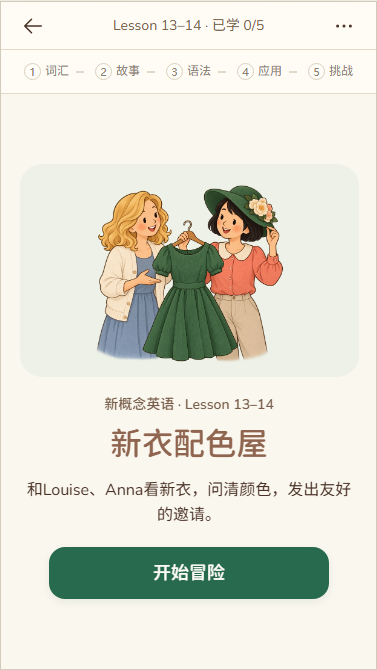 Lesson 13–14 · 已学 0/5
1 词汇 – 2 故事 – 3 语法 – 4 应用 – 5 挑战
新概念英语 · Lesson 13–14
新衣配色屋
和Louise、Anna看新衣，问清颜色，发出友好
的邀请。
开始冒险